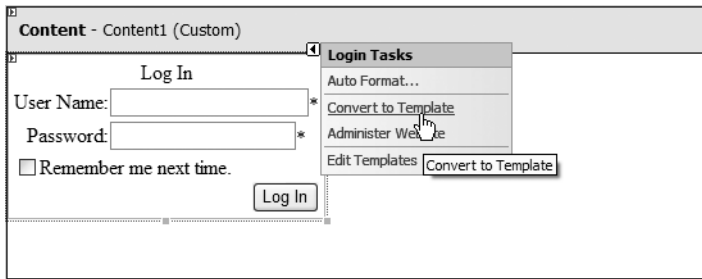 Content - Content1 (Custom)
Log In
User Name: *
Password: *
Remember me next time.
Log In
Login Tasks
Auto Format...
Convert to Template
Administer Website
Edit Templates
Convert to Template